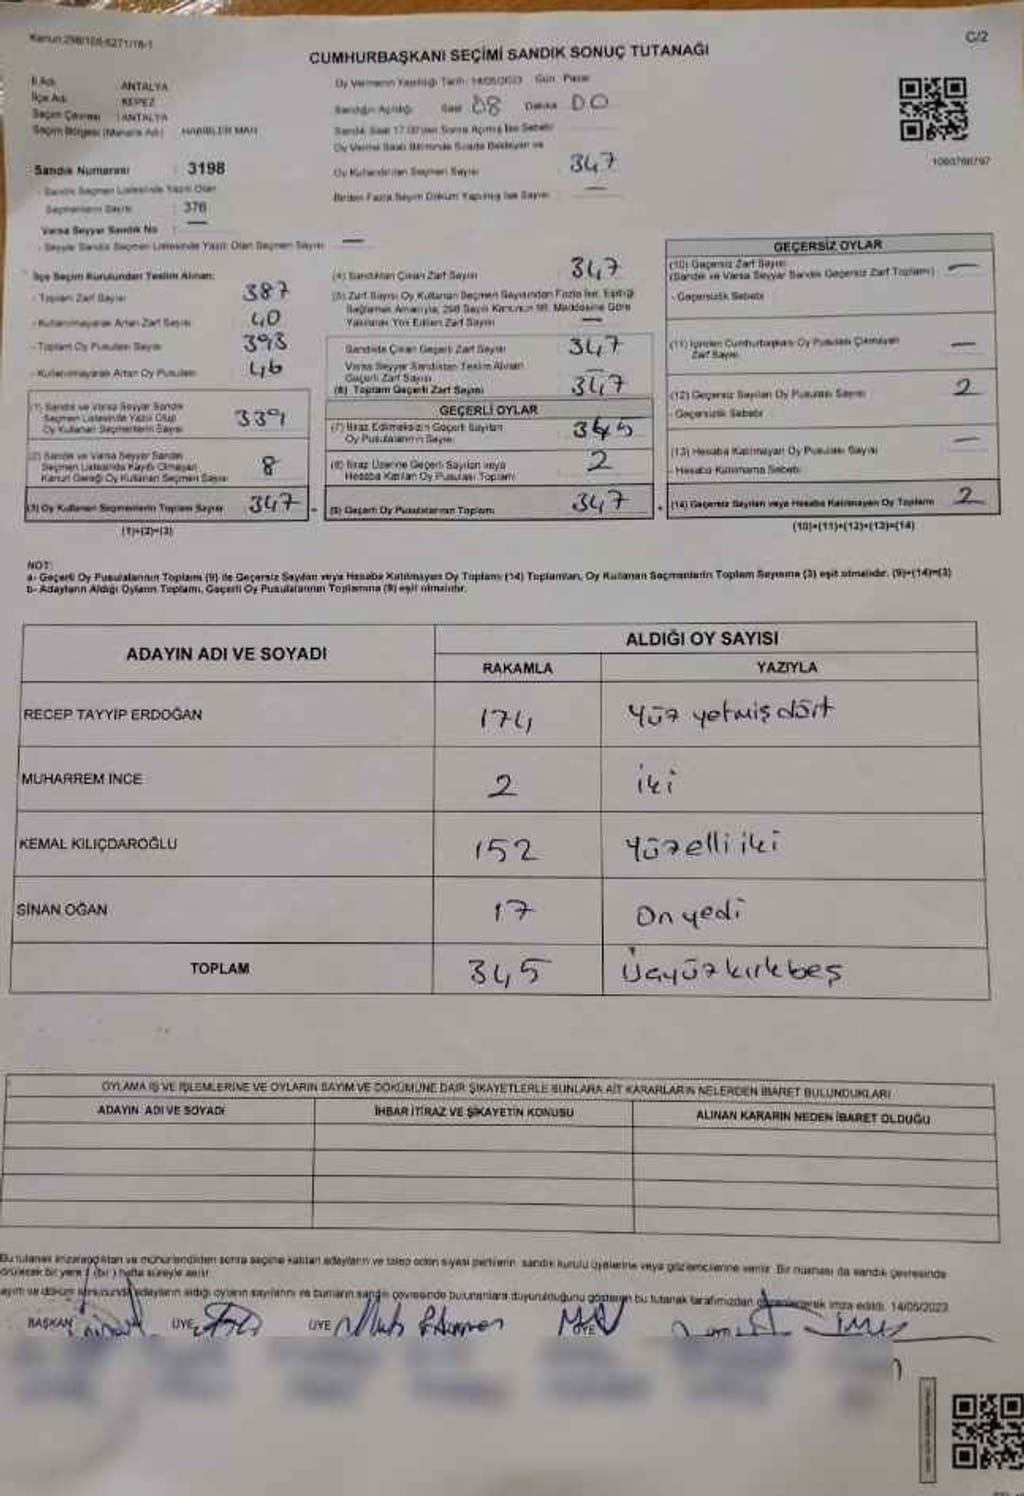 Kanun:298/105-6271/16-1
C/2
CUMHURBAŞKANI SEÇİMİ SANDIK SONUÇ TUTANAĞI
İl Adı : ANTALYA
İlçe Adı : KEPEZ
Seçim Çevresi : ANTALYA
Seçim Bölgesi (Mahalle Adı) HABİBLER MAH
Oy Vermenin Yapıldığı Tarih: 14/05/2023 Gün : Pazar
Sandığın Açıldığı Saat 08 Dakika 00
Sandık Saat 17.00'den Sonra Açılmış İse Sebebi
Oy Verme Saati Bitiminde Sırada Bekleyen ve
Oy Kullandırılan Seçmen Sayısı 347
Birden Fazla Sayım Döküm Yapılmış İse Sayısı —
1060766797
Sandık Numarası : 3198
- Sandık Seçmen Listesinde Yazılı Olan
Seçmenlerin Sayısı : 376
Varsa Seyyar Sandık No : —
- Seyyar Sandık Seçmen Listesinde Yazılı Olan Seçmen Sayısı —
İlçe Seçim Kurulundan Teslim Alınan:
- Toplam Zarf Sayısı 387
- Kullanılmayarak Artan Zarf Sayısı 40
- Toplam Oy Pusulası Sayısı 393
- Kullanılmayarak Artan Oy Pusulası 46
(1) Sandık ve Varsa Seyyar Sandık
Seçmen Listesinde Yazılı Olup
Oy Kullanan Seçmenlerin Sayısı 339
(2) Sandık ve Varsa Seyyar Sandık
Seçmen Listesinde Kayıtlı Olmayan
Kanun Gereği Oy Kullanan Seçmen Sayısı 8
(3) Oy Kullanan Seçmenlerin Toplam Sayısı 347
(1)+(2)=(3)
(4) Sandıktan Çıkan Zarf Sayısı 347
(5) Zarf Sayısı Oy Kullanan Seçmen Sayısından Fazla İse, Eşitliği
Sağlamak Amacıyla, 298 Sayılı Kanunun 98. Maddesine Göre
Yakılarak Yok Edilen Zarf Sayısı —
Sandıkta Çıkan Geçerli Zarf Sayısı 347
Varsa Seyyar Sandıktan Teslim Alınan
Geçerli Zarf Sayısı —
(6) Toplam Geçerli Zarf Sayısı 347
GEÇERLİ OYLAR
(7) İtiraz Edilmeksizin Geçerli Sayılan
Oy Pusulalarının Sayısı 345
(8) İtiraz Üzerine Geçerli Sayılan veya
Hesaba Katılan Oy Pusulası Toplamı 2
(9) Geçerli Oy Pusulalarının Toplamı 347
GEÇERSİZ OYLAR
(10) Geçersiz Zarf Sayısı
(Sandık ve Varsa Seyyar Sandık Geçersiz Zarf Toplamı) —
- Geçersizlik Sebebi
(11) İçinden Cumhurbaşkanı Oy Pusulası Çıkmayan
Zarf Sayısı —
(12) Geçersiz Sayılan Oy Pusulası Sayısı 2
- Geçersizlik Sebebi
(13) Hesaba Katılmayan Oy Pusulası Sayısı —
- Hesaba Katılmama Sebebi
(14) Geçersiz Sayılan veya Hesaba Katılmayan Oy Toplamı 2
(10)+(11)+(12)+(13)=(14)
NOT:
a- Geçerli Oy Pusulalarının Toplamı (9) ile Geçersiz Sayılan veya Hesaba Katılmayan Oy Toplamı (14) Toplamları, Oy Kullanan Seçmenlerin Toplam Sayısına (3) eşit olmalıdır. (9)+(14)=(3)
b- Adayların Aldığı Oyların Toplamı, Geçerli Oy Pusulalarının Toplamına (9) eşit olmalıdır.
ADAYIN ADI VE SOYADI
ALDIĞI OY SAYISI
RAKAMLA YAZIYLA
RECEP TAYYİP ERDOĞAN 174 Yüz yetmiş dört
MUHARREM İNCE 2 iki
KEMAL KILIÇDAROĞLU 152 Yüzelli iki
SİNAN OĞAN 17 On yedi
TOPLAM 345 Üçyüz kırk beş
OYLAMA İŞ VE İŞLEMLERİNE VE OYLARIN SAYIM VE DÖKÜMÜNE DAİR ŞİKAYETLERLE BUNLARA AİT KARARLARIN NELERDEN İBARET BULUNDUKLARI
ADAYIN ADI VE SOYADI İHBAR İTİRAZ VE ŞİKAYETİN KONUSU ALINAN KARARIN NEDEN İBARET OLDUĞU
Bu tutanak imzalandıktan ve mühürlendikten sonra seçime katılan adayların ve talep eden siyasi partilerin, sandık kurulu üyelerine veya gözlemcilerine verilir. Bir nüshası da sandık çevresinde
görülecek bir yere 1 (bir) hafta süreyle asılır.
adayların aldığı oyların sayılarını ve bunların sandık çevresinde bulunanlara duyurulduğunu gösteren bu tutanak tarafımızdan düzenlenerek imza edildi. 14/05/2023
BAŞKAN ÜYE ÜYE ÜYE